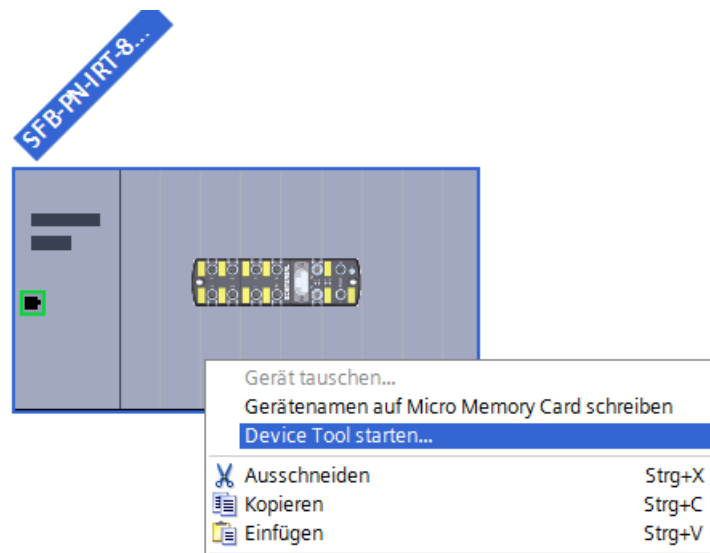 SFB-PN-IRT-8...
Gerät tauschen...
Gerätenamen auf Micro Memory Card schreiben
Device Tool starten...
Ausschneiden Strg+X
Kopieren Strg+C
Einfügen Strg+V